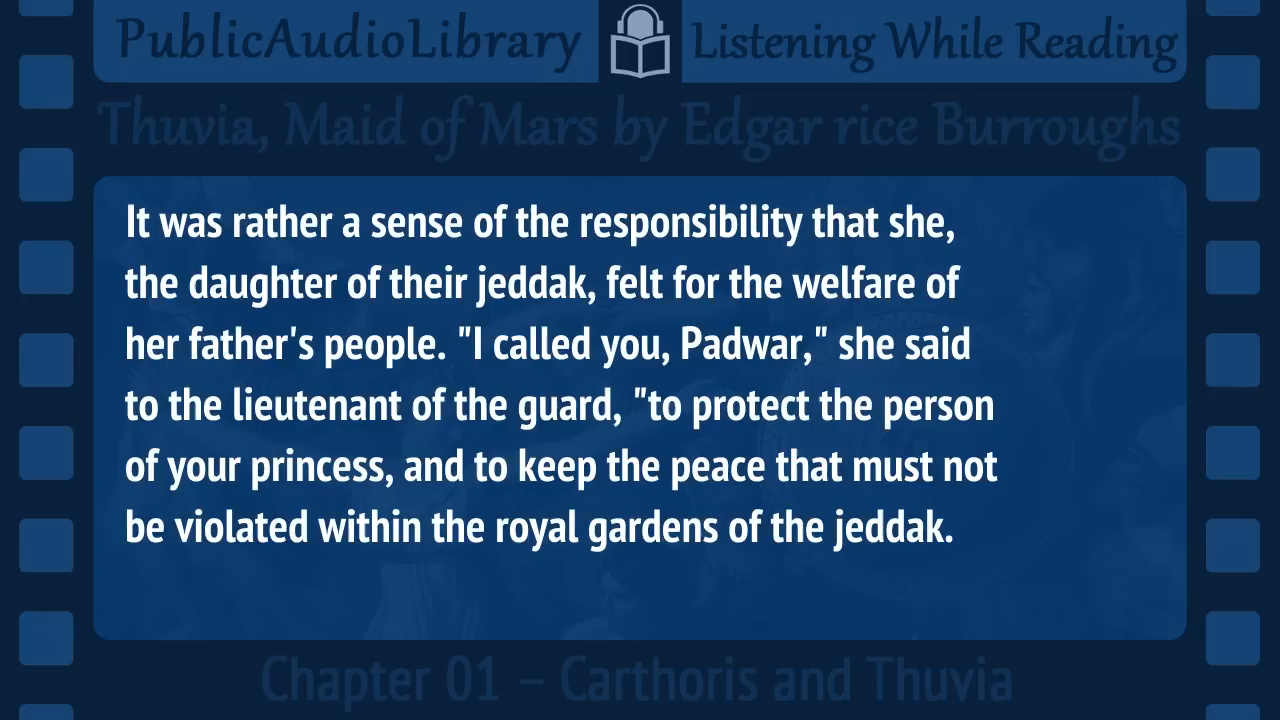 PublicAudioLibrary Listening While Reading
Thuvia, Maid of Mars by Edgar rice Burroughs
It was rather a sense of the responsibility that she,
the daughter of their jeddak, felt for the welfare of
her father's people. "I called you, Padwar," she said
to the lieutenant of the guard, "to protect the person
of your princess, and to keep the peace that must not
be violated within the royal gardens of the jeddak.
Chapter 01 – Carthoris and Thuvia